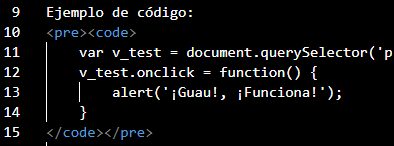 9 Ejemplo de código:
10 <pre><code>
11 var v_test = document.querySelector('p
12 v_test.onclick = function() {
13 alert('¡Guau!, ¡Funciona!');
14 }
15 </code></pre>